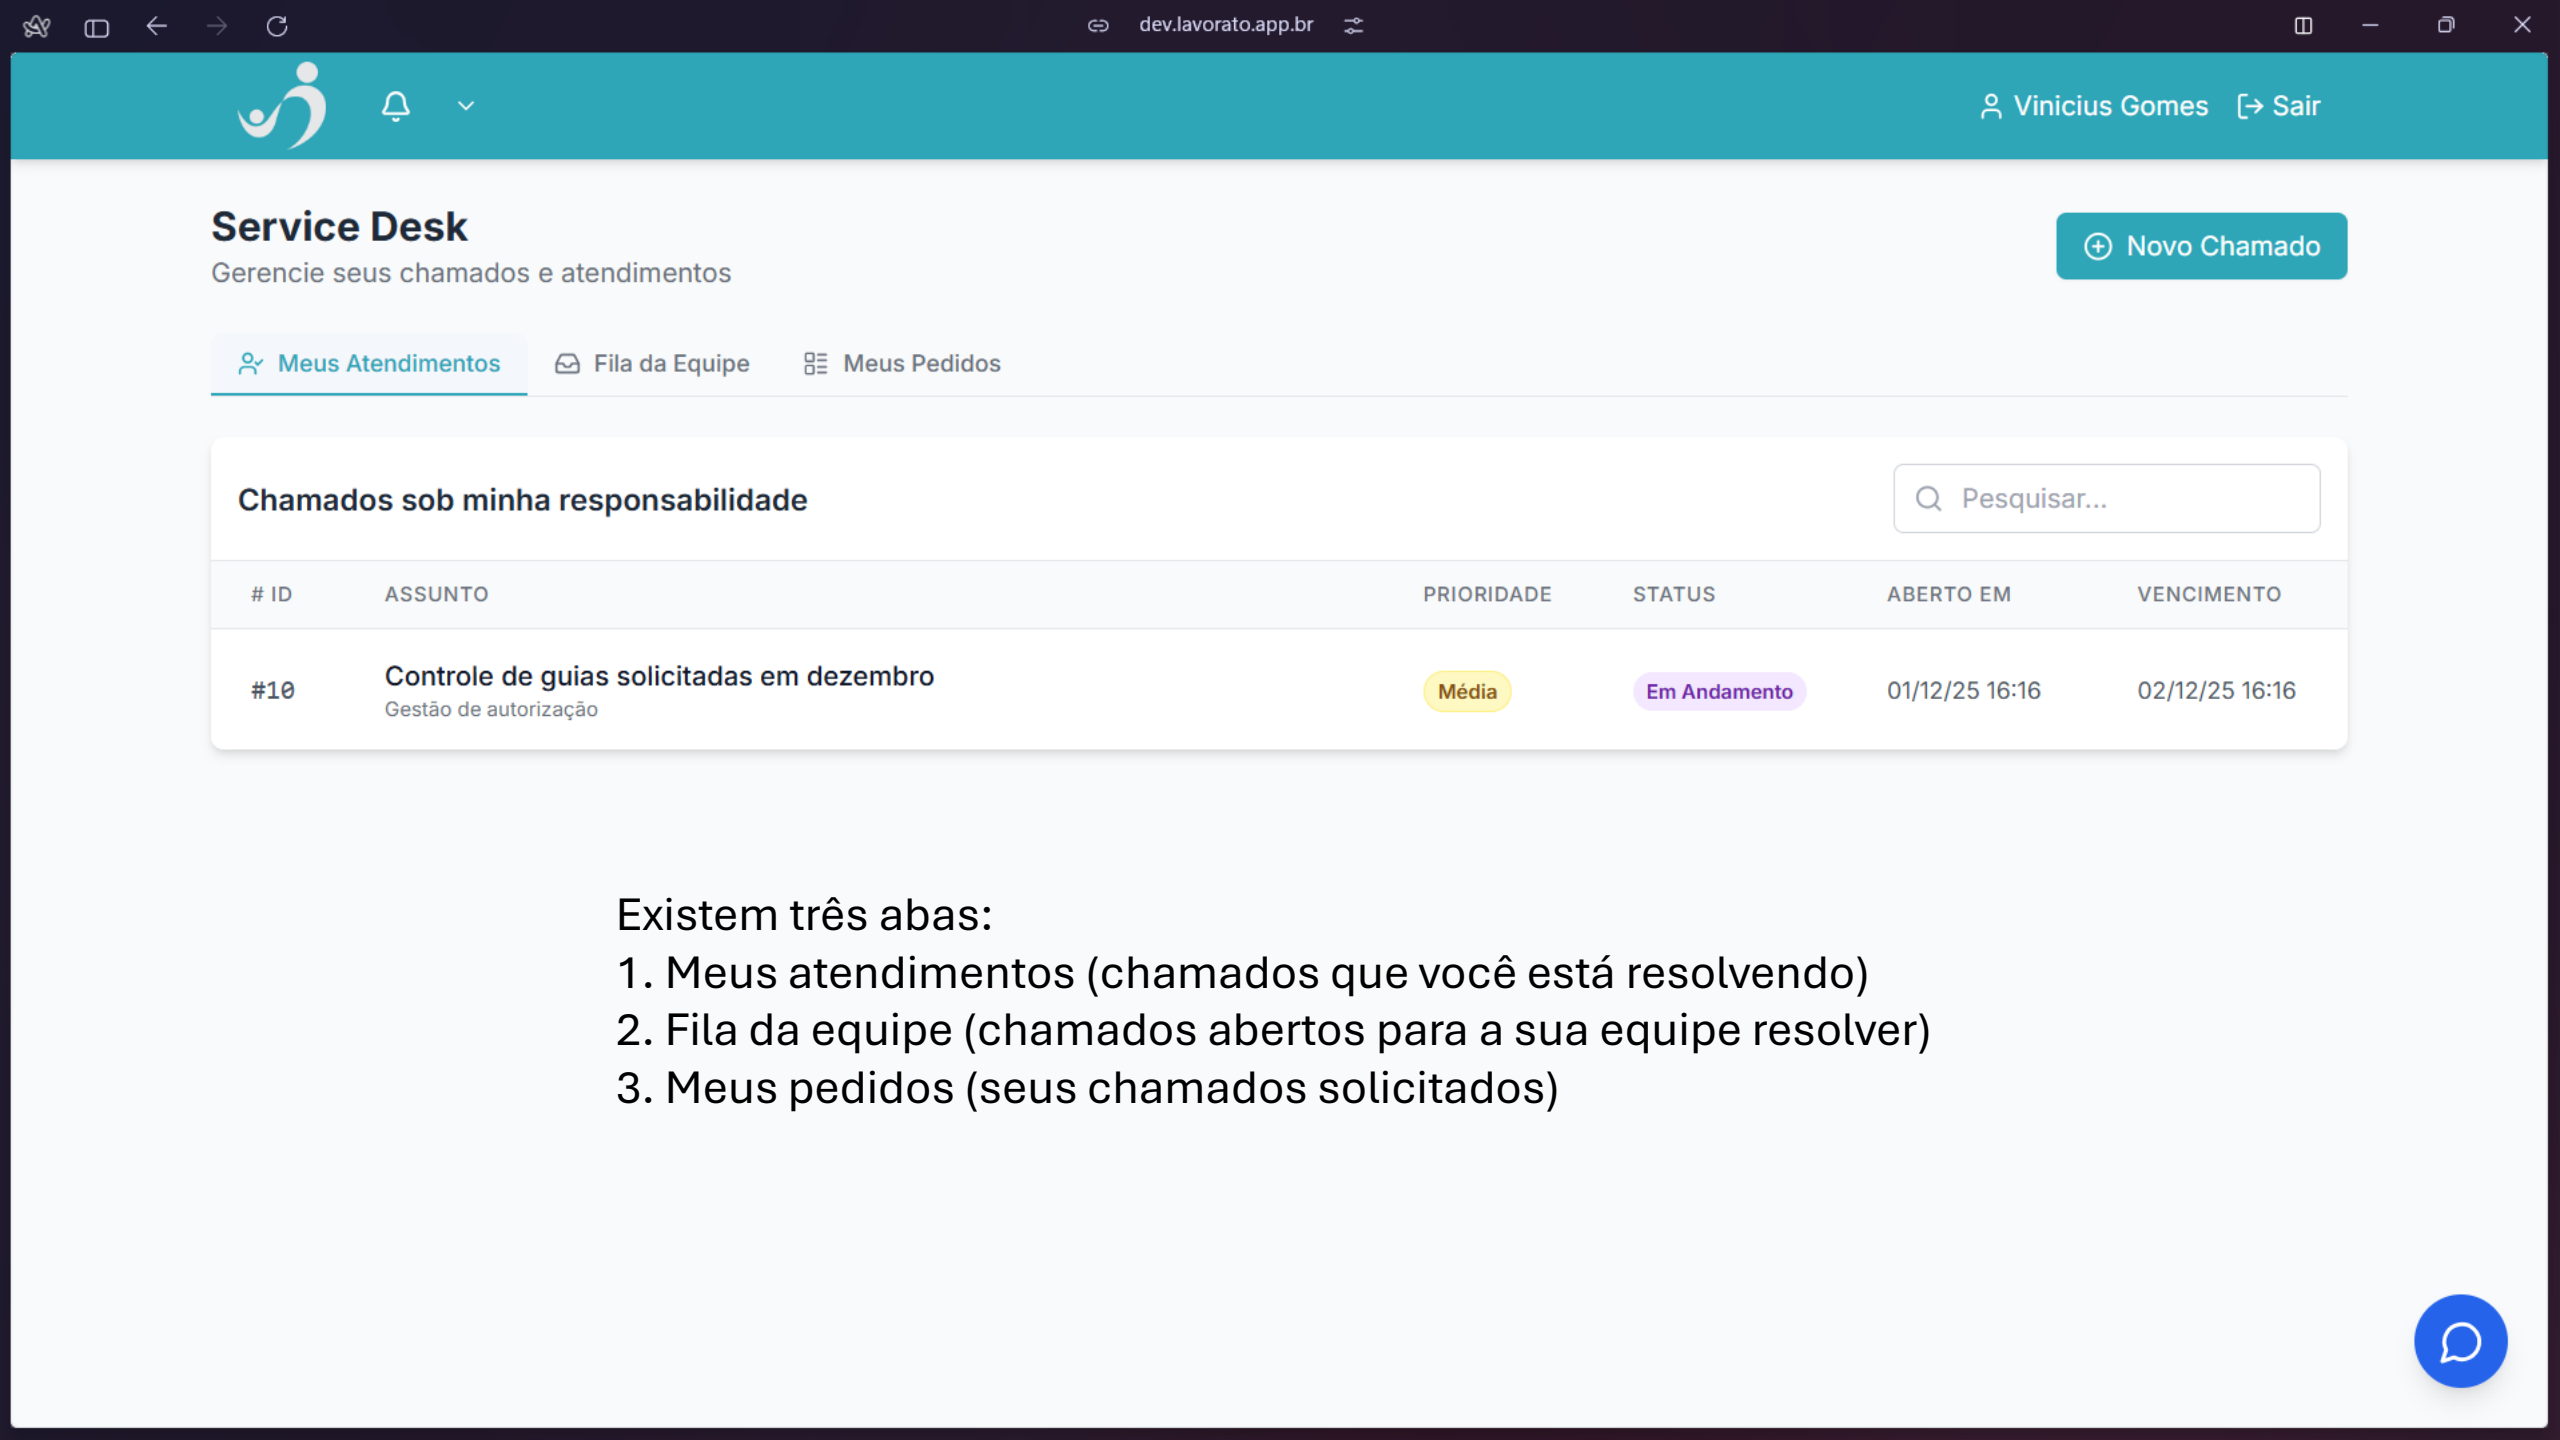 dev.lavorato.app.br
Vinicius Gomes
Sair
Service Desk
Gerencie seus chamados e atendimentos
Novo Chamado
Meus Atendimentos
Fila da Equipe
Meus Pedidos
Chamados sob minha responsabilidade
Pesquisar...
# ID ASSUNTO PRIORIDADE STATUS ABERTO EM VENCIMENTO
#10 Controle de guias solicitadas em dezembro Média Em Andamento 01/12/25 16:16 02/12/25 16:16
Gestão de autorização
Existem três abas:
1. Meus atendimentos (chamados que você está resolvendo)
2. Fila da equipe (chamados abertos para a sua equipe resolver)
3. Meus pedidos (seus chamados solicitados)